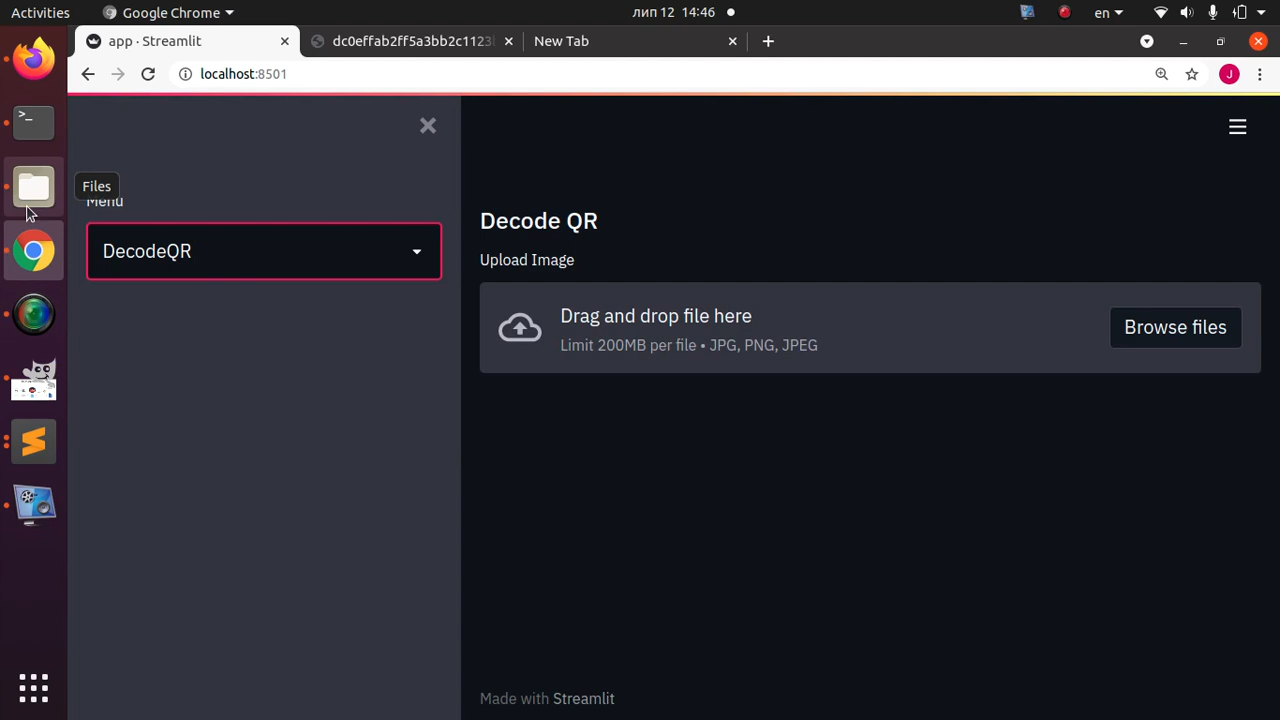 Activities
Google Chrome
лип 12 14:46
en
app · Streamlit
dc0effab2ff5a3bb2c1123
New Tab
localhost:8501
J
Files
Menu
DecodeQR
Decode QR
Upload Image
Drag and drop file here
Limit 200MB per file • JPG, PNG, JPEG
Browse files
Made with Streamlit